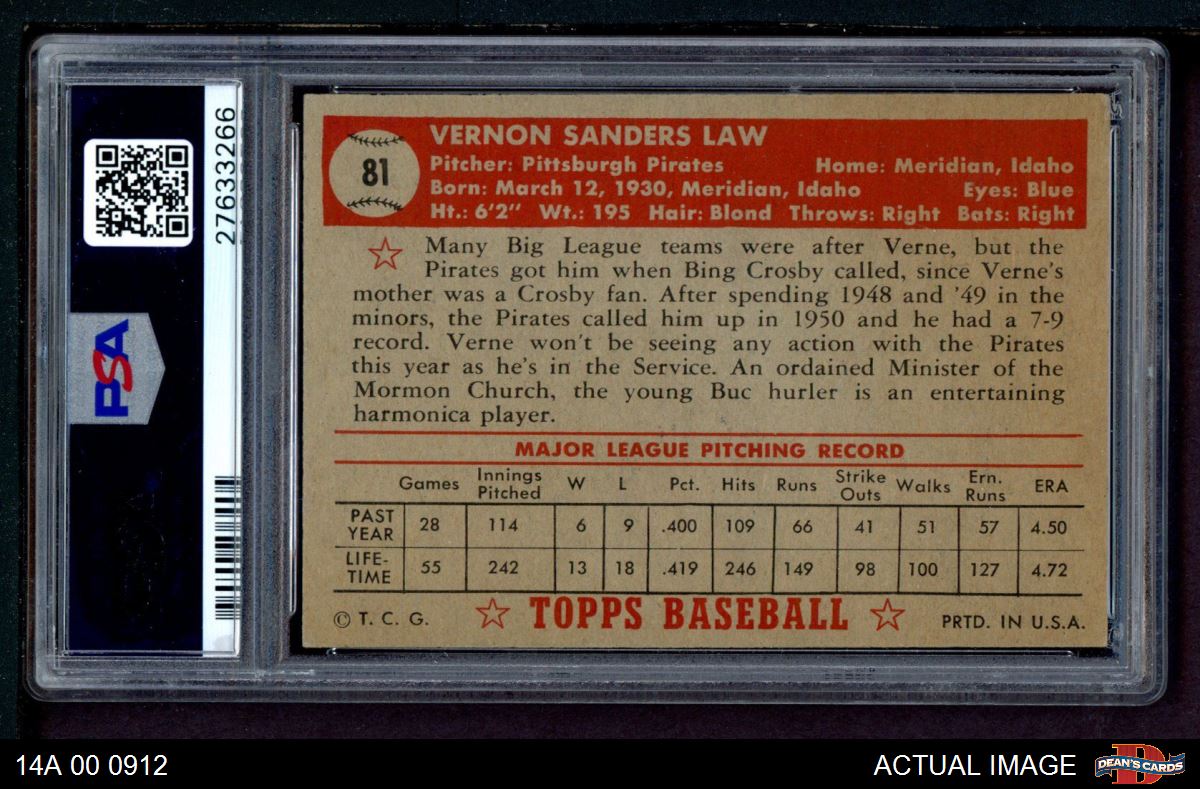 PSA
27633266
81
VERNON SANDERS LAW
Pitcher: Pittsburgh Pirates Home: Meridian, Idaho
Born: March 12, 1930, Meridian, Idaho Eyes: Blue
Ht.: 6'2" Wt.: 195 Hair: Blond Throws: Right Bats: Right
Many Big League teams were after Verne, but the
Pirates got him when Bing Crosby called, since Verne's
mother was a Crosby fan. After spending 1948 and '49 in the
minors, the Pirates called him up in 1950 and he had a 7-9
record. Verne won't be seeing any action with the Pirates
this year as he's in the Service. An ordained Minister of the
Mormon Church, the young Buc hurler is an entertaining
harmonica player.
MAJOR LEAGUE PITCHING RECORD
Games Innings Pitched W L Pct. Hits Runs Strike Outs Walks Ern. Runs ERA
PAST YEAR 28 114 6 9 .400 109 66 41 51 57 4.50
LIFE-TIME 55 242 13 18 .419 246 149 98 100 127 4.72
© T. C. G. TOPPS BASEBALL PRTD. IN U.S.A.
14A 00 0912 ACTUAL IMAGE DEAN'S CARDS